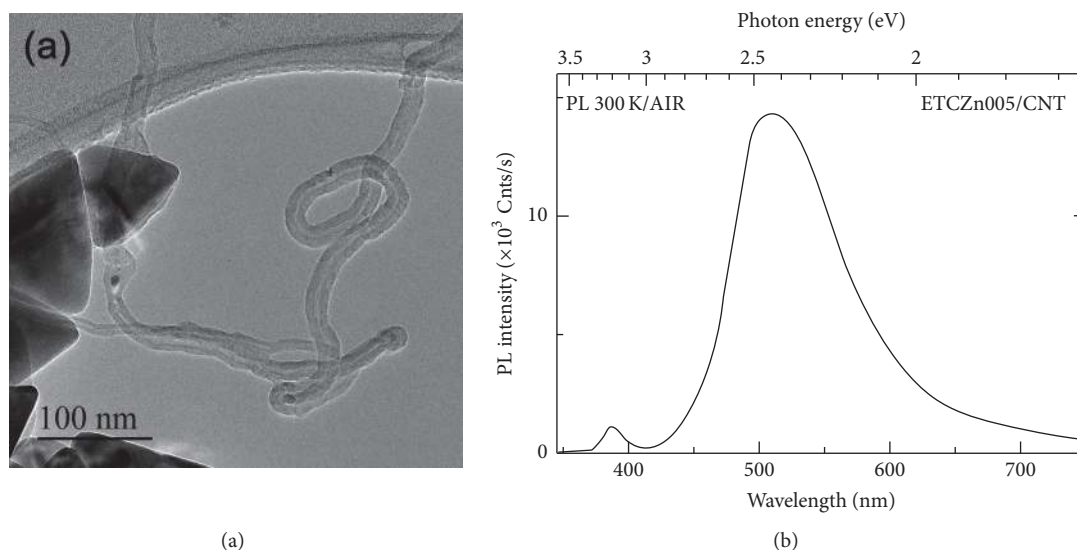 (a)
100 nm
Photon energy (eV)
3.5 3 2.5 2
PL 300 K/AIR ETCZn005/CNT
PL intensity (×10³ Cnts/s)
10
0
400 500 600 700
Wavelength (nm)
(a) (b)